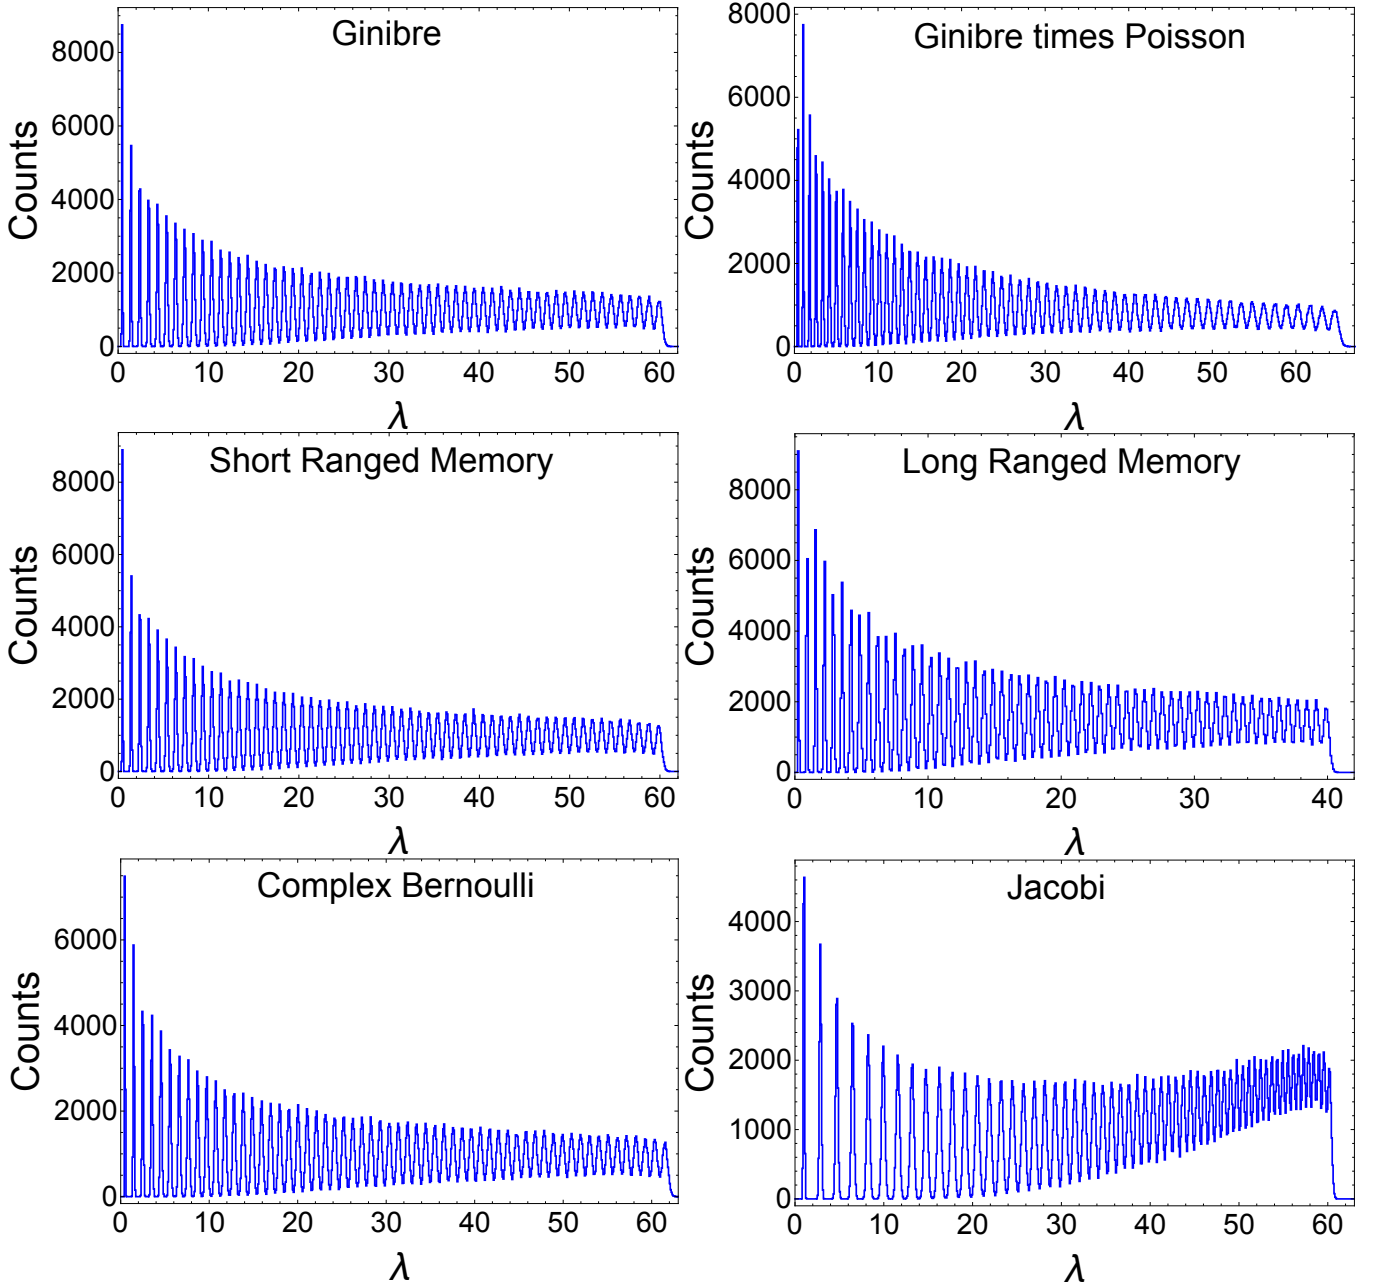 Ginibre
Counts
8000
6000
4000
2000
0
0 10 20 30 40 50 60
λ
Ginibre times Poisson
Counts
8000
6000
4000
2000
0
0 10 20 30 40 50 60
λ
Short Ranged Memory
Counts
8000
6000
4000
2000
0
0 10 20 30 40 50 60
λ
Long Ranged Memory
Counts
8000
6000
4000
2000
0
0 10 20 30 40
λ
Complex Bernoulli
Counts
6000
4000
2000
0
0 10 20 30 40 50 60
λ
Jacobi
Counts
4000
3000
2000
1000
0
0 10 20 30 40 50 60
λ